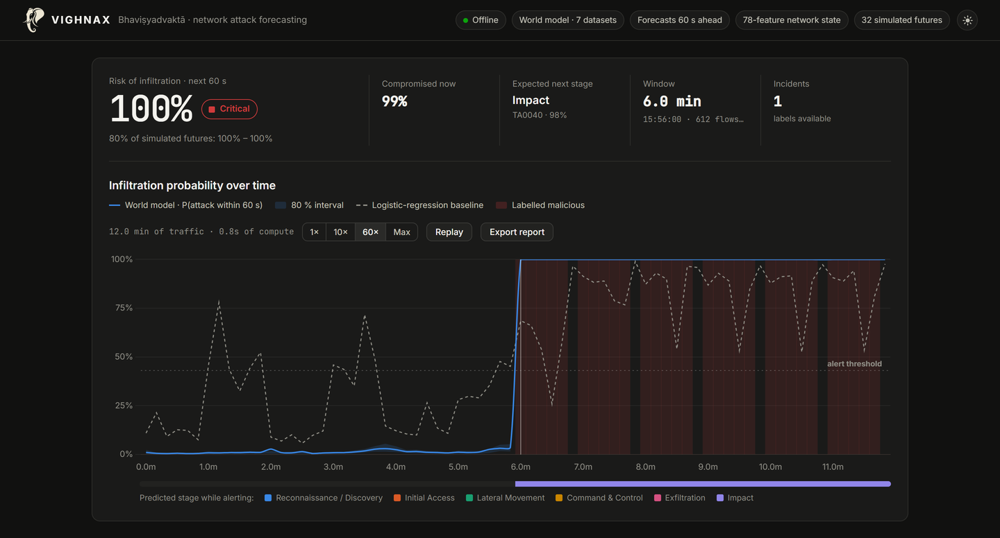 VIGHNAX Bhaviṣyadvaktā · network attack forecasting Offline World model · 7 datasets Forecasts 60 s ahead 78-feature network state 32 simulated futures
Risk of infiltration · next 60 s
100% Critical
80% of simulated futures: 100% – 100%
Compromised now
99%
Expected next stage
Impact
TA0040 · 98%
Window
6.0 min
15:56:00 · 612 flows…
Incidents
1
labels available
Infiltration probability over time
World model · P(attack within 60 s) 80 % interval Logistic-regression baseline Labelled malicious
12.0 min of traffic · 0.8s of compute 1× 10× 60× Max Replay Export report
100%
75%
50%
alert threshold
25%
0%
0.0m 1.0m 2.0m 3.0m 4.0m 5.0m 6.0m 7.0m 8.0m 9.0m 10.0m 11.0m
Predicted stage while alerting: Reconnaissance / Discovery Initial Access Lateral Movement Command & Control Exfiltration Impact